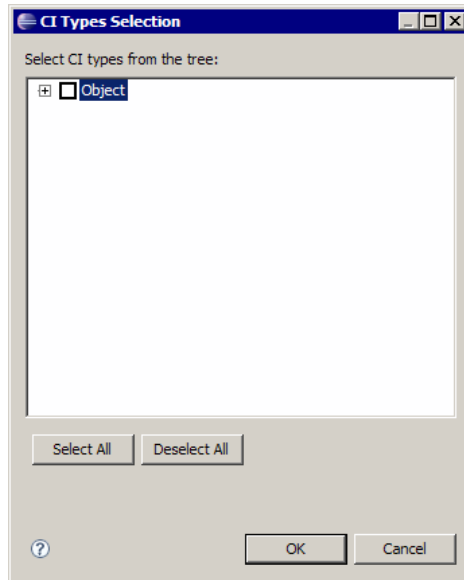 CI Types Selection
Select CI types from the tree:
Object
Select All Deselect All
OK Cancel